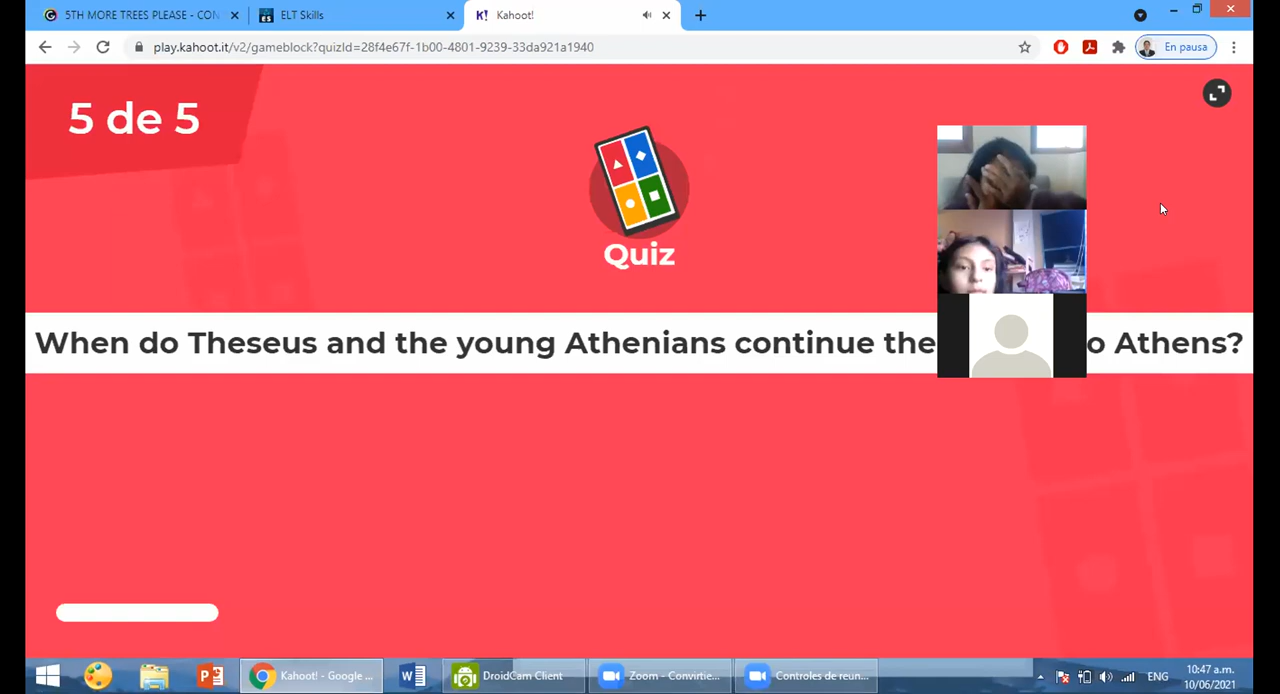 5TH MORE TREES PLEASE - CON
ELT Skills
K! Kahoot!
play.kahoot.it/v2/gameblock?quizId=28f4e67f-1b00-4801-9239-33da921a1940
En pausa
5 de 5
Quiz
When do Theseus and the young Athenians continue the o Athens?
Kahoot! - Google ...
DroidCam Client
Zoom - Convirtie...
Controles de reun...
ENG
10:47 a.m.
10/06/2021